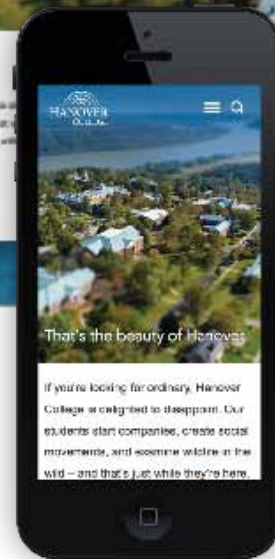 HANOVER
COLLEGE
That's the beauty of Hanover
If you're looking for ordinary, Hanover
College is delighted to disappoint. Our
students start companies, create social
movements, and examine wildlife in the
wild – and that's just while they're here.